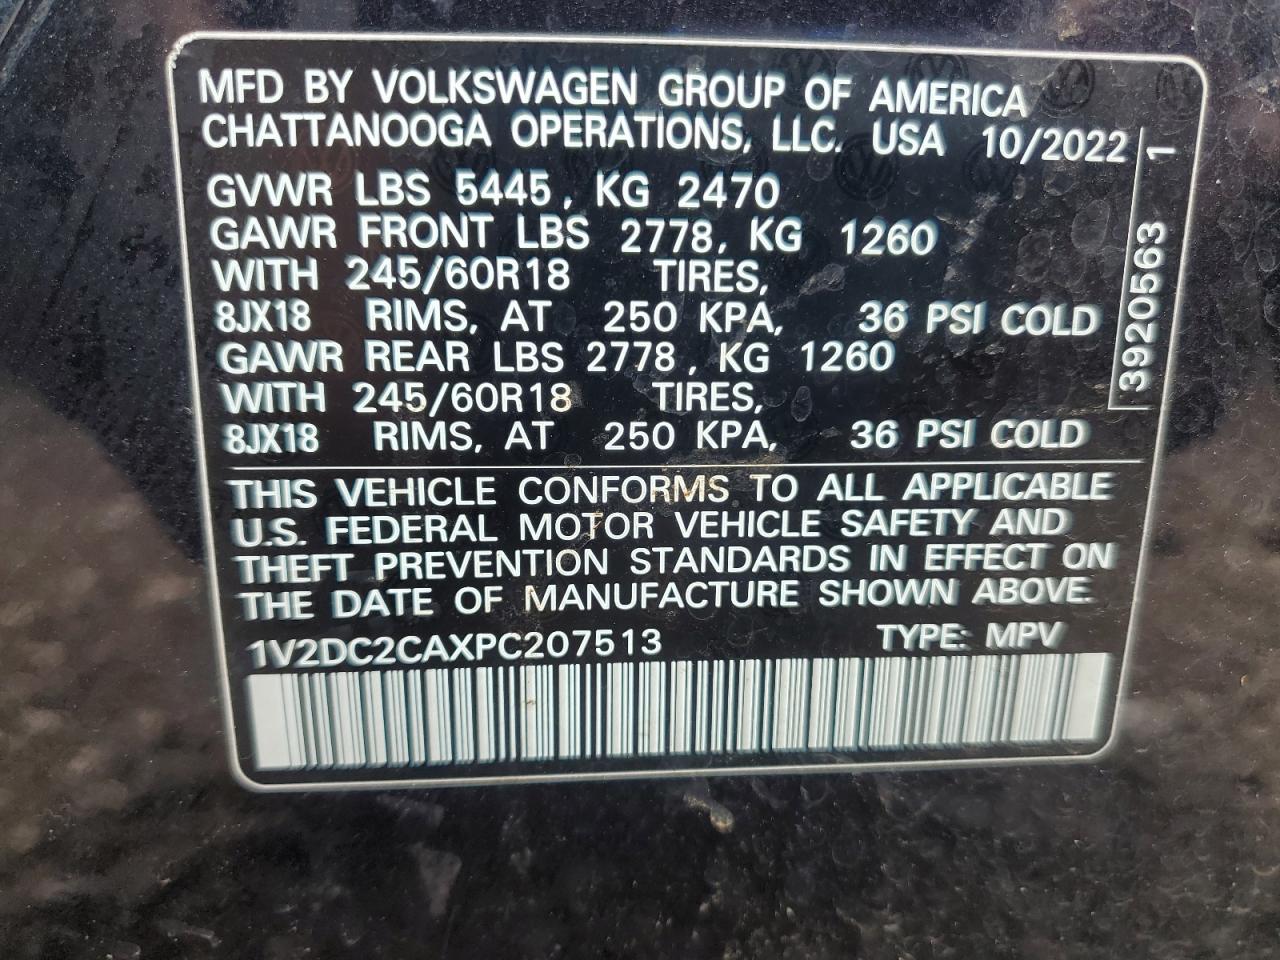 MFD BY VOLKSWAGEN GROUP OF AMERICA
CHATTANOOGA OPERATIONS, LLC. USA 10/2022
GVWR LBS 5445, KG 2470
GAWR FRONT LBS 2778, KG 1260
WITH 245/60R18 TIRES,
8JX18 RIMS, AT 250 KPA, 36 PSI COLD
GAWR REAR LBS 2778, KG 1260
WITH 245/60R18 TIRES,
8JX18 RIMS, AT 250 KPA, 36 PSI COLD
THIS VEHICLE CONFORMS TO ALL APPLICABLE
U.S. FEDERAL MOTOR VEHICLE SAFETY AND
THEFT PREVENTION STANDARDS IN EFFECT ON
THE DATE OF MANUFACTURE SHOWN ABOVE.
1V2DC2CAXPC207513 TYPE: MPV
3920563 1